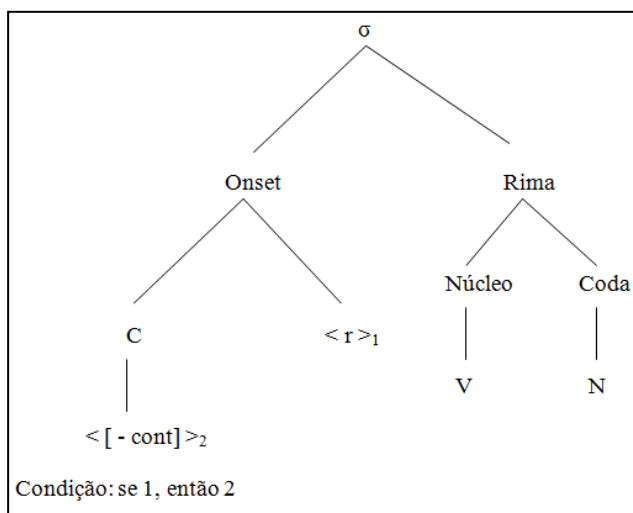 σ
Onset Rima
Núcleo Coda
C < r >₁
V N
< [ - cont] >₂
Condição: se 1, então 2